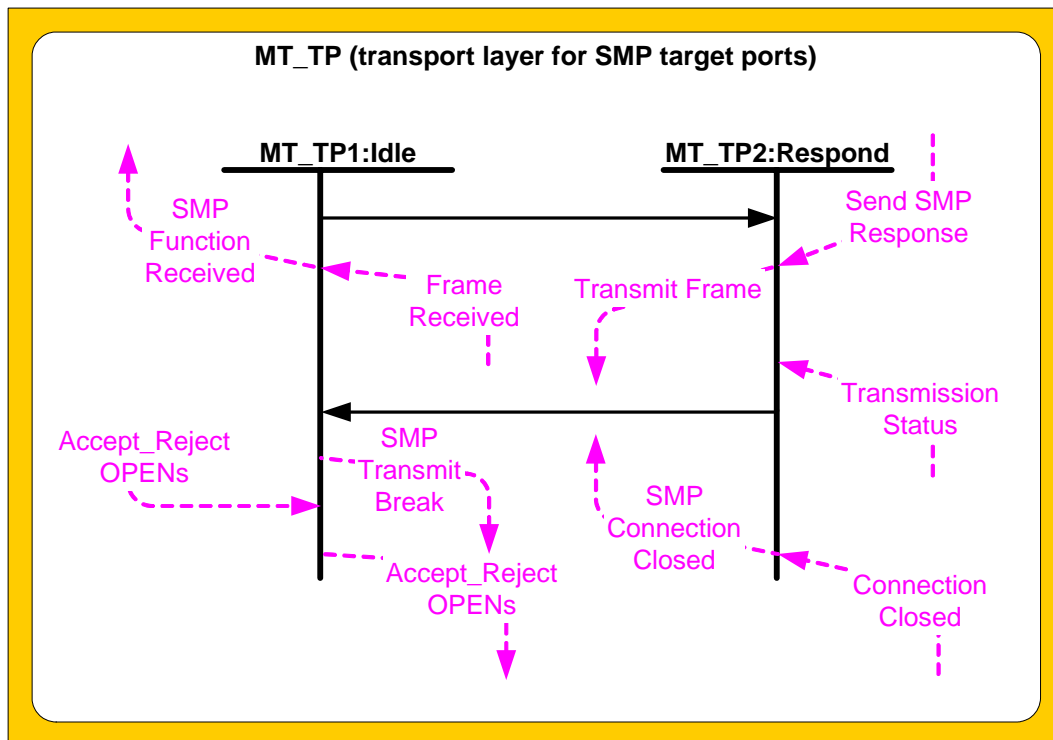 MT_TP (transport layer for SMP target ports)
MT_TP1:Idle
MT_TP2:Respond
SMP
Function
Received
Frame
Received
Send SMP
Response
Transmit Frame
Transmission
Status
Accept_Reject
OPENs
SMP
Transmit
Break
SMP
Connection
Closed
Accept_Reject
OPENs
Connection
Closed